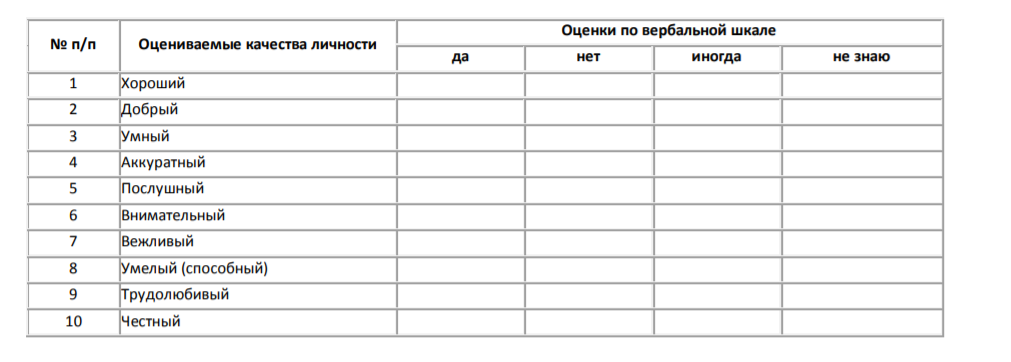 № п/п Оцениваемые качества личности Оценки по вербальной шкале
да нет иногда не знаю
1 Хороший
2 Добрый
3 Умный
4 Аккуратный
5 Послушный
6 Внимательный
7 Вежливый
8 Умелый (способный)
9 Трудолюбивый
10 Честный